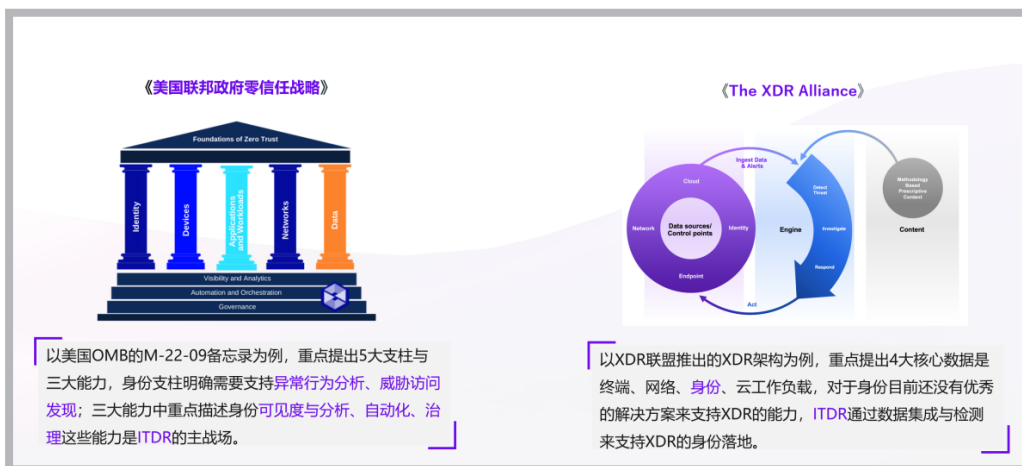 《美国联邦政府零信任战略》
Foundations of Zero Trust
Identity
Devices
Applications
and Workloads
Networks
Data
Visibility and Analytics
Automation and Orchestration
Governance
以美国OMB的M-22-09备忘录为例，重点提出5大支柱与
三大能力，身份支柱明确需要支持异常行为分析、威胁访问
发现；三大能力中重点描述身份可见度与分析、自动化、治
理这些能力是ITDR的主战场。
《The XDR Alliance》
Ingest Data
& Alerts
Cloud
Network
Data sources/
Control points
Identity
Endpoint
Engine
Detect
Threat
Investigate
Respond
Act
Methodology
Based
Prescriptive
Content
Content
以XDR联盟推出的XDR架构为例，重点提出4大核心数据是
终端、网络、身份、云工作负载，对于身份目前还没有优秀
的解决方案来支持XDR的能力，ITDR通过数据集成与检测
来支持XDR的身份落地。